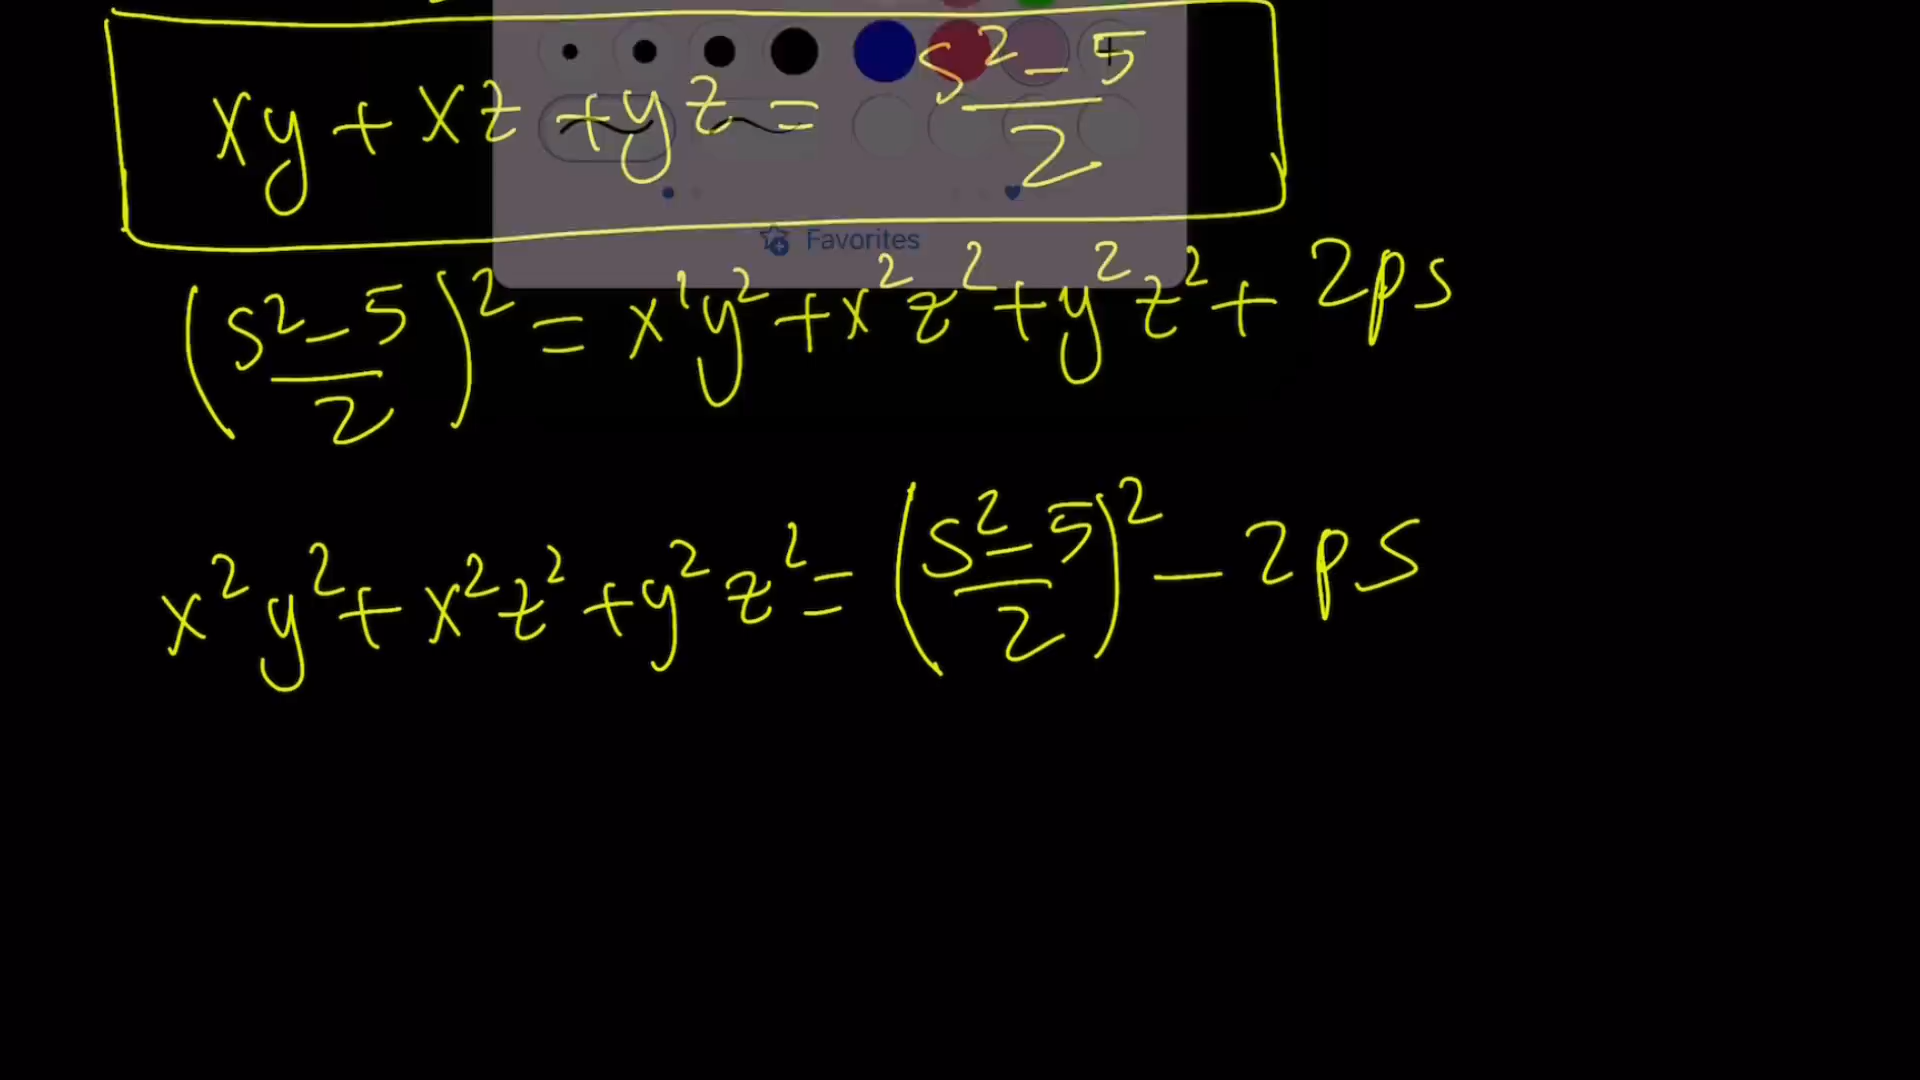 xy + xz + yz = s² - 5 / 2
Favorites
(s² - 5 / 2)² = x²y² + x²z² + y²z² + 2ps
x²y² + x²z² + y²z² = (s² - 5 / 2)² - 2ps